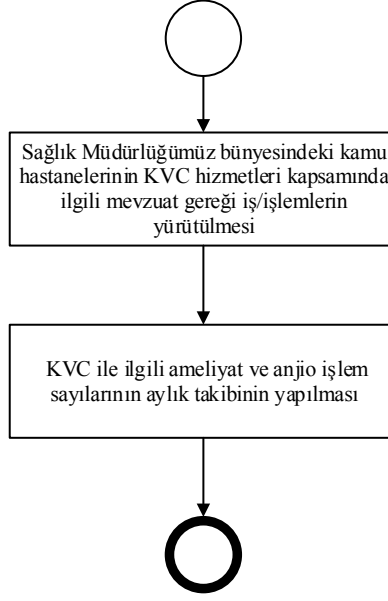 Sağlık Müdürlüğümüz bünyesindeki kamu
hastanelerinin KVC hizmetleri kapsamında
ilgili mevzuat gereği iş/işlemlerin
yürütülmesi
KVC ile ilgili ameliyat ve anjio işlem
sayılarının aylık takibinin yapılması